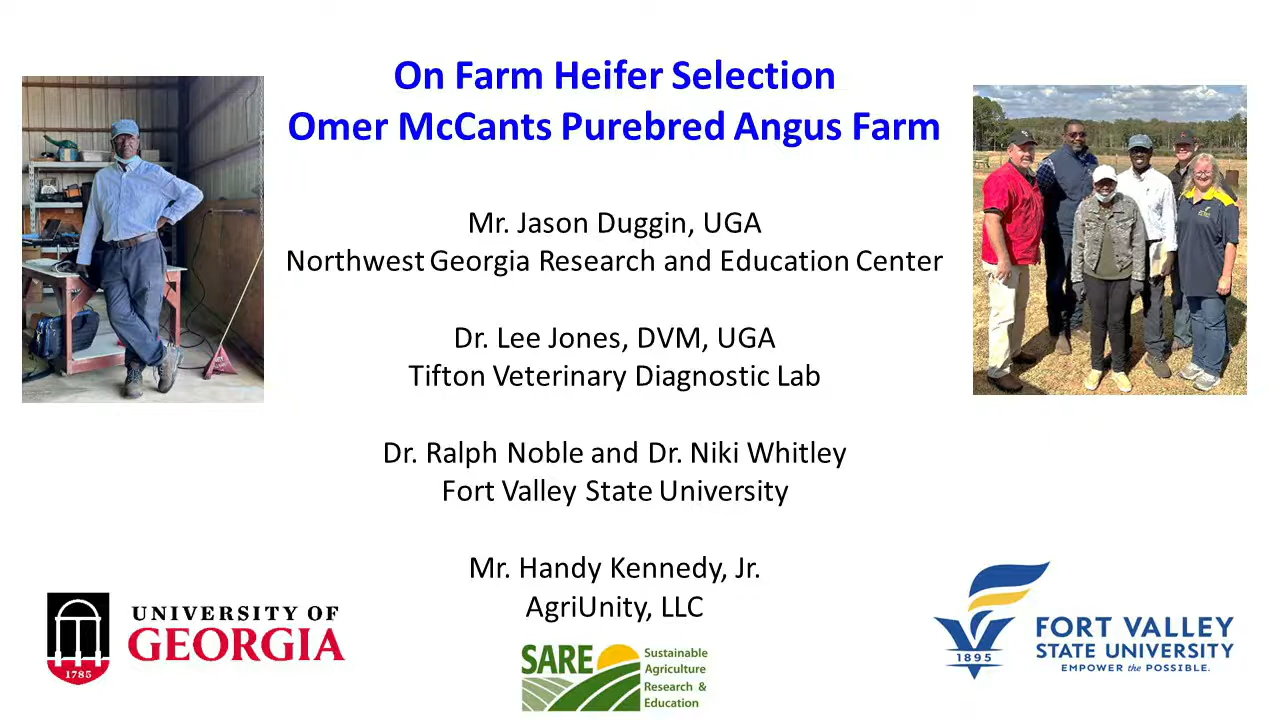 On Farm Heifer Selection
Omer McCants Purebred Angus Farm
Mr. Jason Duggin, UGA
Northwest Georgia Research and Education Center
Dr. Lee Jones, DVM, UGA
Tifton Veterinary Diagnostic Lab
Dr. Ralph Noble and Dr. Niki Whitley
Fort Valley State University
Mr. Handy Kennedy, Jr.
AgriUnity, LLC
UNIVERSITY OF
GEORGIA
1785
SARE
Sustainable
Agriculture
Research &
Education
1895
FORT VALLEY
STATE UNIVERSITY
EMPOWER the POSSIBLE.